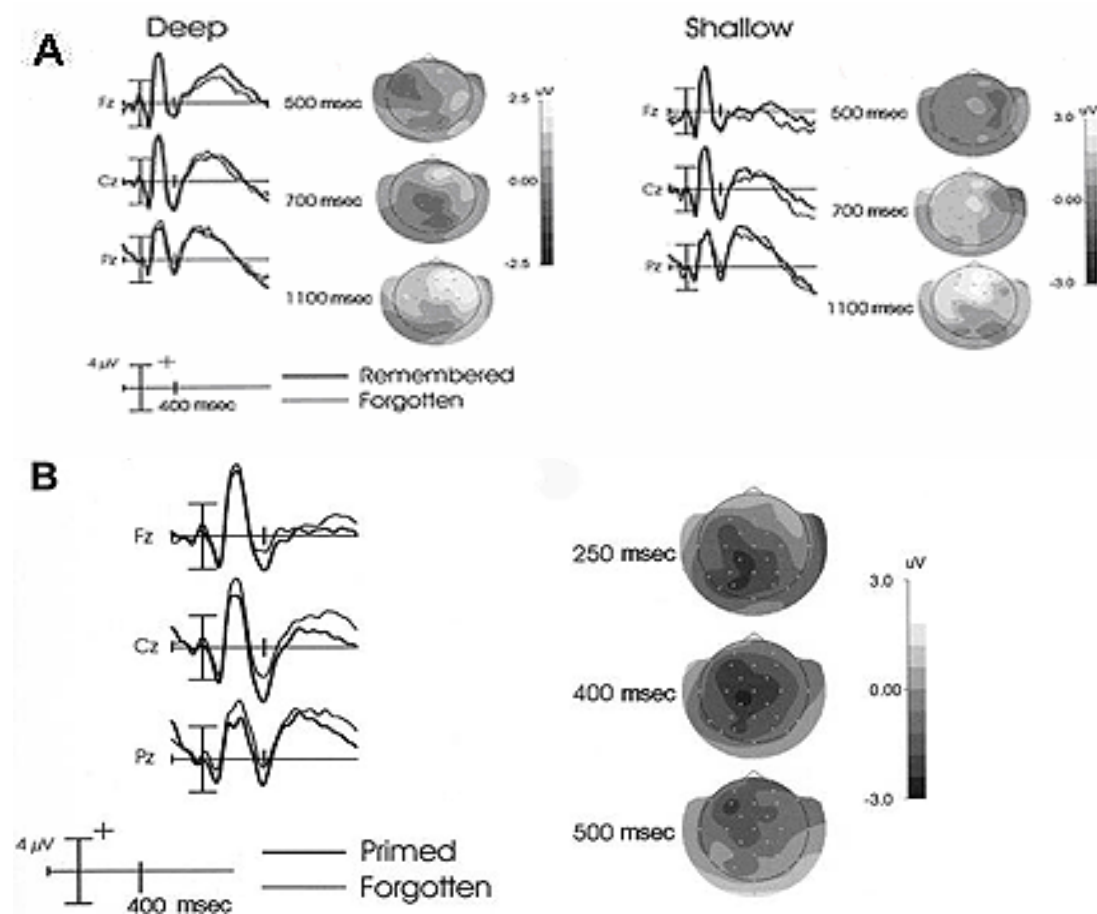 A
Deep
Shallow
Fz
500 msec
2.5
uV
Cz
700 msec
0.00
Pz
1100 msec
-2.5
Fz
500 msec
3.0
uV
Cz
700 msec
0.00
Pz
1100 msec
-3.0
4 µV
+
400 msec
Remembered
Forgotten
B
Fz
Cz
Pz
250 msec
400 msec
500 msec
uV
3.0
0.00
-3.0
4 µV
+
400 msec
Primed
Forgotten